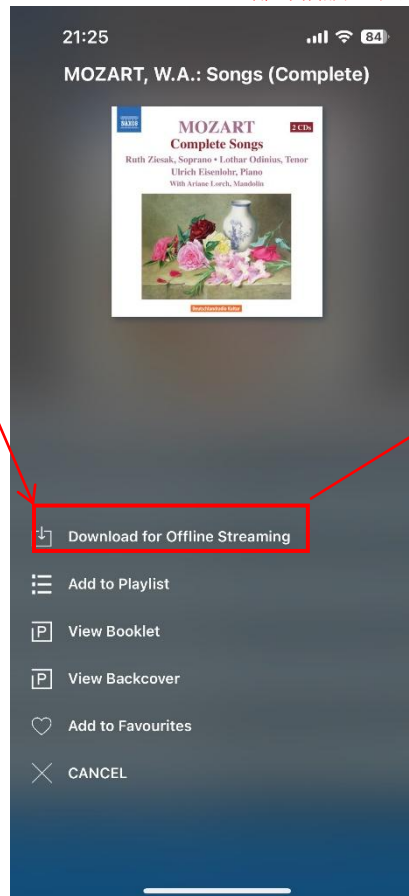 21:25
84
MOZART, W.A.: Songs (Complete)
NAXOS
MOZART
2 CDs
Complete Songs
Ruth Ziesak, Soprano • Lothar Odinius, Tenor
Ulrich Eisenlohr, Piano
With Ariane Lorch, Mandolin
Deutschlandradio Kultur
Download for Offline Streaming
Add to Playlist
P View Booklet
P View Backcover
Add to Favourites
CANCEL